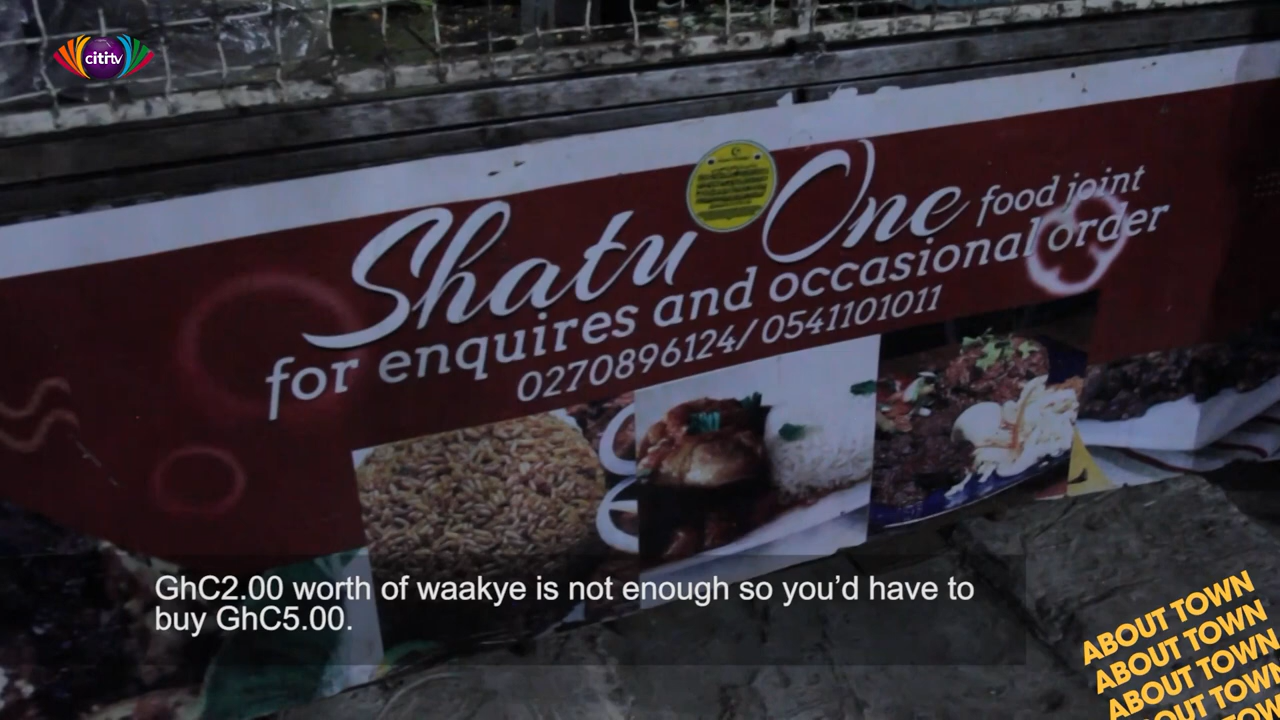 citi tv
Shatu One food joint
for enquires and occasional order
0270896124/0541101011
GhC2.00 worth of waakye is not enough so you'd have to
buy GhC5.00.
ABOUT TOWN
ABOUT TOWN
ABOUT TOWN
OUT TOWN